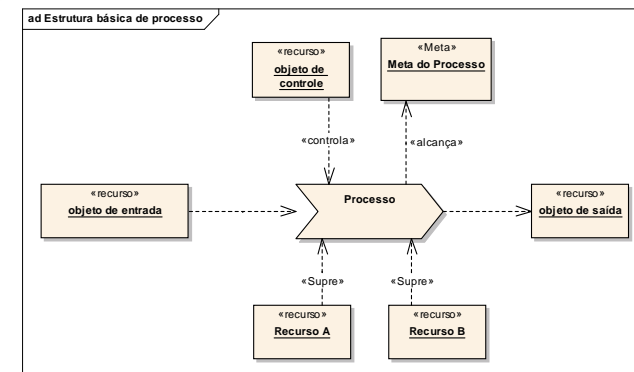 ad Estrutura básica de processo
«recurso»
objeto de
controle
«Meta»
Meta do Processo
«controla»
«alcança»
«recurso»
objeto de entrada
Processo
«recurso»
objeto de saída
«Supre»
«Supre»
«recurso»
Recurso A
«recurso»
Recurso B